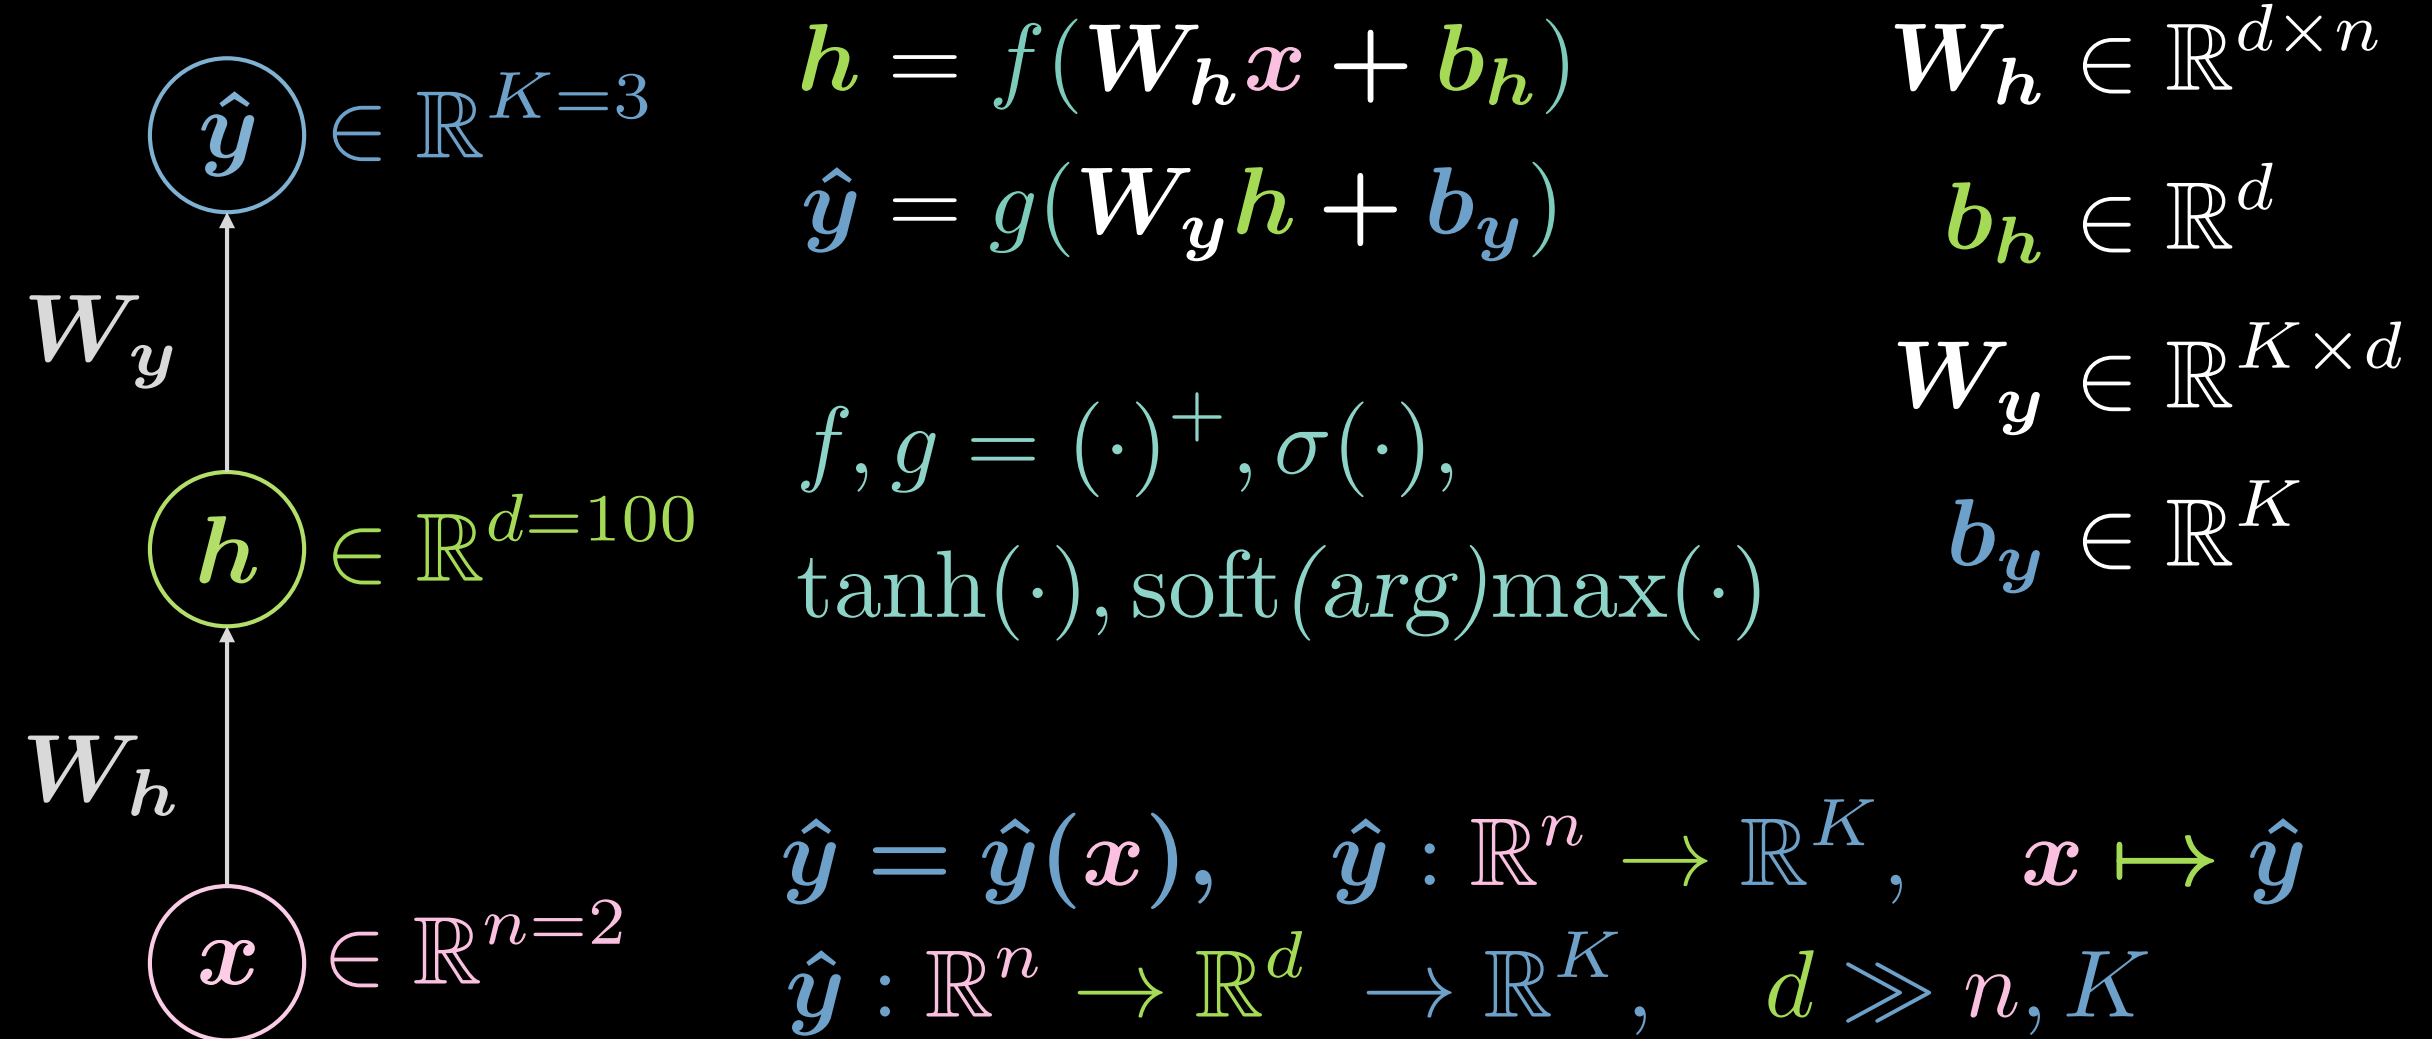 ŷ ∈ ℝ^{K=3}
W_y
h ∈ ℝ^{d=100}
W_h
x ∈ ℝ^{n=2}
h = f(W_h x + b_h)
ŷ = g(W_y h + b_y)
f, g = (·)^+, σ(·),
tanh(·), soft(arg)max(·)
W_h ∈ ℝ^{d×n}
b_h ∈ ℝ^d
W_y ∈ ℝ^{K×d}
b_y ∈ ℝ^K
ŷ = ŷ(x), ŷ : ℝ^n → ℝ^K, x ↦ ŷ
ŷ : ℝ^n → ℝ^d → ℝ^K, d ≫ n, K